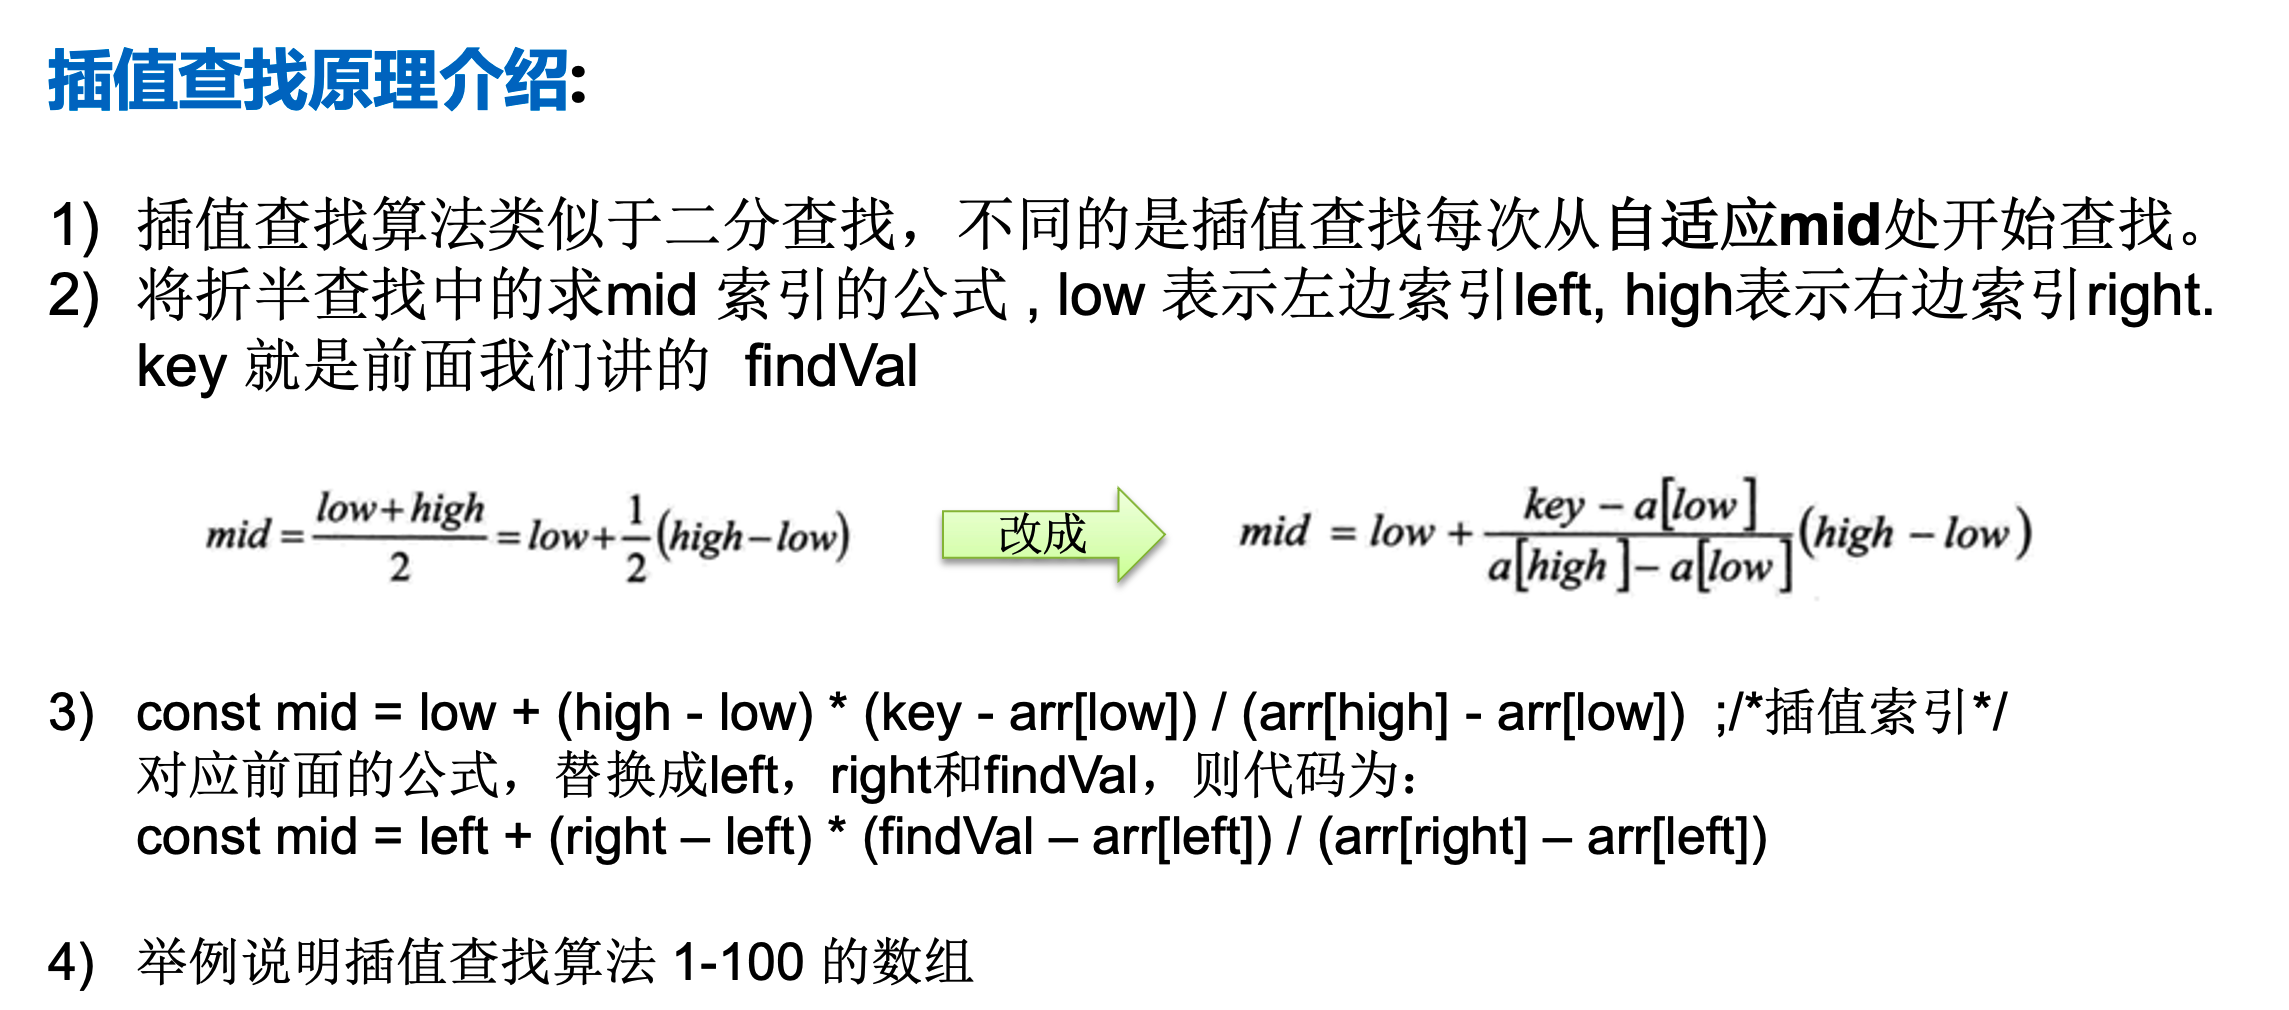 插值查找原理介绍:
1) 插值查找算法类似于二分查找，不同的是插值查找每次从自适应mid处开始查找。
2) 将折半查找中的求mid 索引的公式 , low 表示左边索引left, high表示右边索引right.
key 就是前面我们讲的  findVal
mid = \frac{low+high}{2} = low + \frac{1}{2}(high-low)
改成
mid = low + \frac{key - a[low]}{a[high] - a[low]}(high - low)
3) const mid = low + (high - low) * (key - arr[low]) / (arr[high] - arr[low])  ;/*插值索引*/
对应前面的公式，替换成left，right和findVal，则代码为：
const mid = left + (right – left) * (findVal – arr[left]) / (arr[right] – arr[left])
4) 举例说明插值查找算法 1-100 的数组